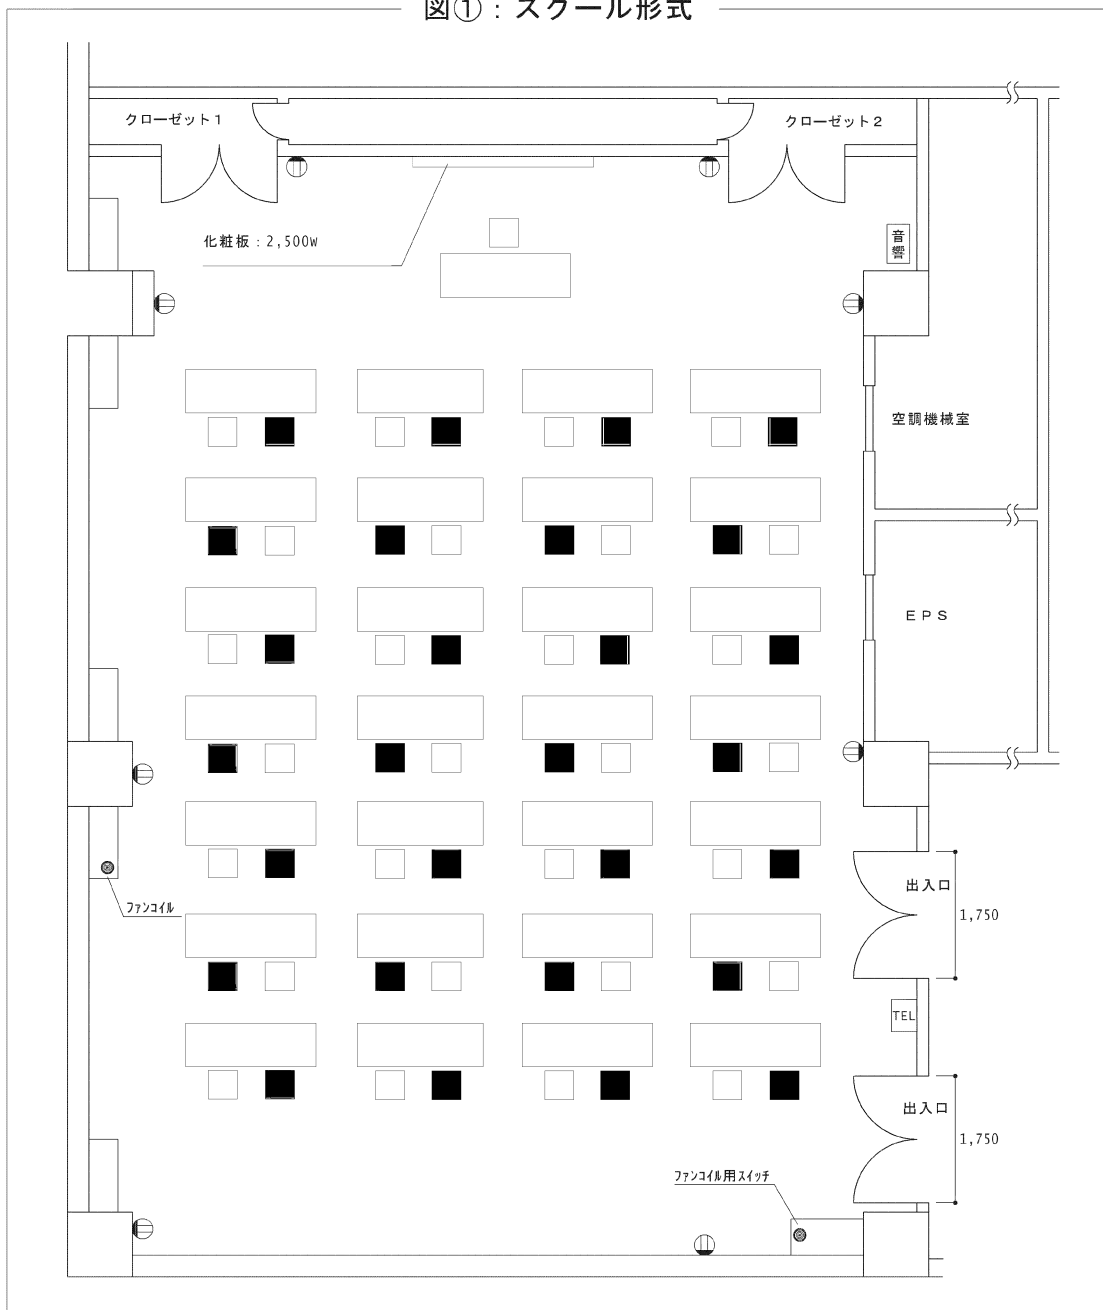 図①：スクール形式
クローゼット1
クローゼット2
化粧板：2,500W
音響
空調機械室
EPS
出入口
1,750
ファンコイル
TEL
出入口
1,750
ファンコイル用スイッチ